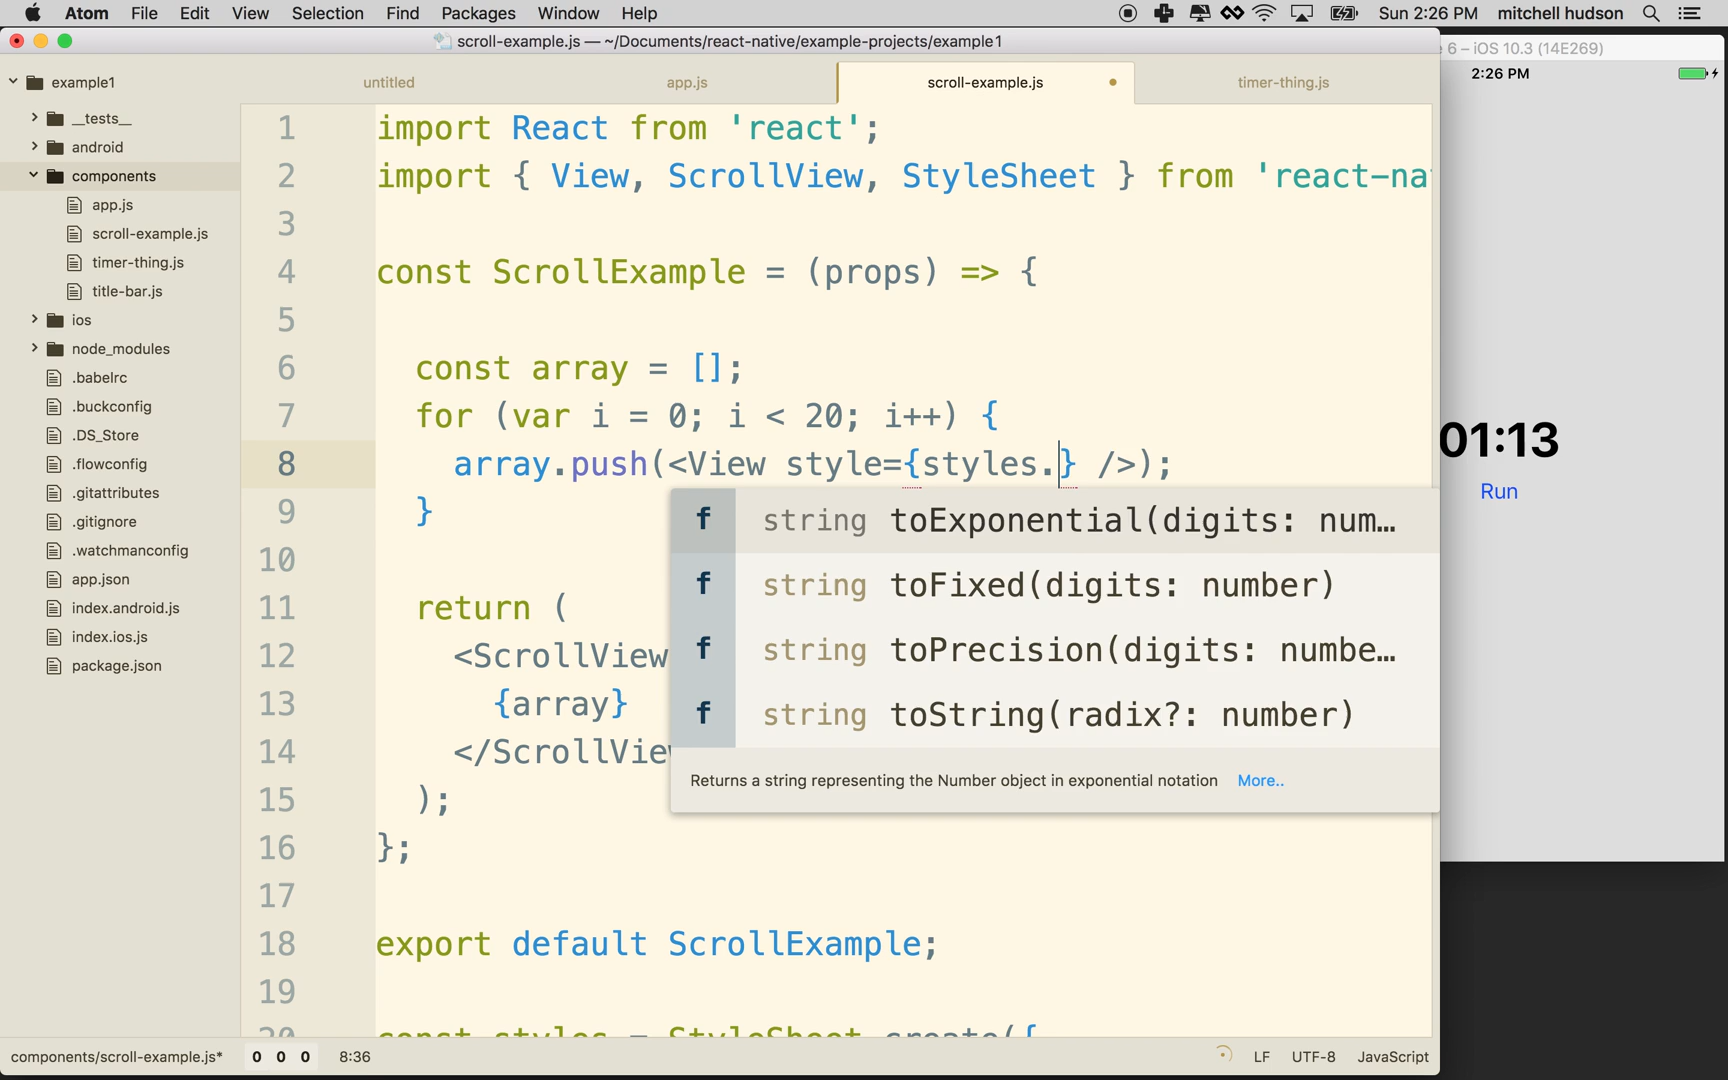 Atom File Edit View Selection Find Packages Window Help Sun 2:26 PM mitchell hudson
scroll-example.js — ~/Documents/react-native/example-projects/example1
6 – iOS 10.3 (14E269)
2:26 PM
example1
__tests__
android
components
app.js
scroll-example.js
timer-thing.js
title-bar.js
ios
node_modules
.babelrc
.buckconfig
.DS_Store
.flowconfig
.gitattributes
.gitignore
.watchmanconfig
app.json
index.android.js
index.ios.js
package.json
untitled app.js scroll-example.js timer-thing.js
1 import React from 'react';
2 import { View, ScrollView, StyleSheet } from 'react-na
3
4 const ScrollExample = (props) => {
5
6 const array = [];
7 for (var i = 0; i < 20; i++) {
8 array.push(<View style={styles.} />);
9 }
10
11 return (
12 <ScrollView
13 {array}
14 </ScrollView
15 );
16 };
17
18 export default ScrollExample;
19
20 const styles = StyleSheet.create({
f string toExponential(digits: num…
f string toFixed(digits: number)
f string toPrecision(digits: numbe…
f string toString(radix?: number)
Returns a string representing the Number object in exponential notation More..
01:13
Run
components/scroll-example.js* 0 0 0 8:36 LF UTF-8 JavaScript